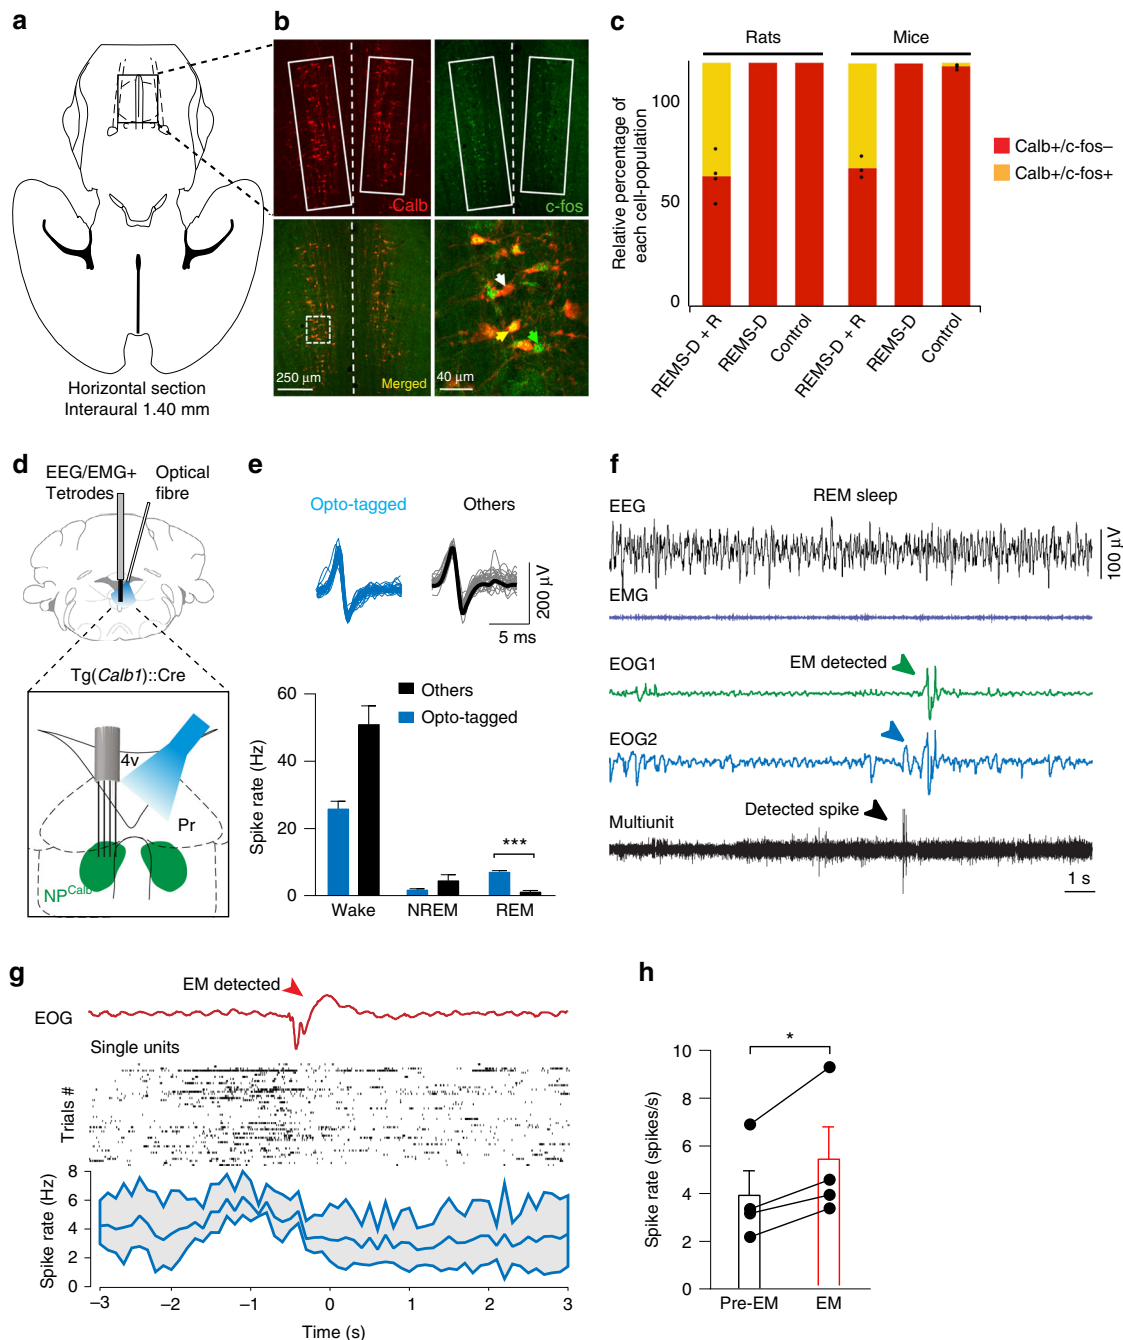 a
Horizontal section
Interaural 1.40 mm
b
Calb
c-fos
250 µm
Merged
40 µm
c
Rats
Mice
Relative percentage of
each cell-population
100
50
0
REMS-D + R
REMS-D
Control
REMS-D + R
REMS-D
Control
Calb+/c-fos–
Calb+/c-fos+
d
EEG/EMG+
Tetrodes
Optical
fibre
Tg(Calb1)::Cre
4v
Pr
NPCalb
e
Opto-tagged
Others
200 µV
5 ms
Others
Opto-tagged
Spike rate (Hz)
60
40
20
0
***
Wake
NREM
REM
f
REM sleep
EEG
100 µV
EMG
EOG1
EM detected
EOG2
Detected spike
Multiunit
1 s
g
EM detected
EOG
Single units
Trials #
Spike rate (Hz)
8
6
4
2
0
–3
–2
–1
0
1
2
3
Time (s)
h
*
Spike rate (spikes/s)
10
8
6
4
2
0
Pre-EM
EM